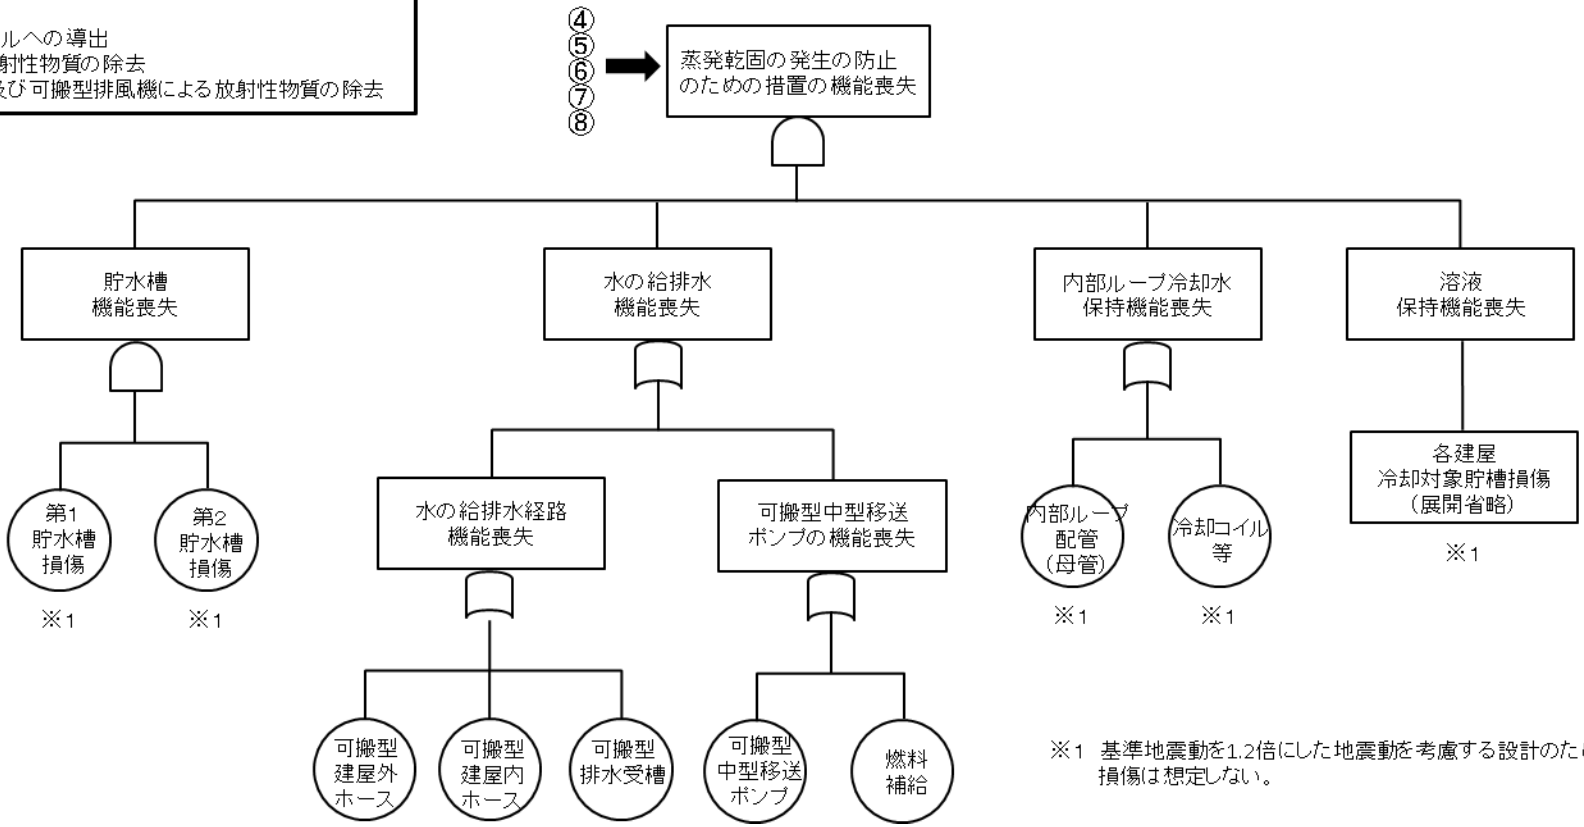 ルへの導出
射性物質の除去
及び可搬型排風機による放射性物質の除去
④
⑤
⑥
⑦
⑧
蒸発乾固の発生の防止
のための措置の機能喪失
貯水槽
機能喪失
水の給排水
機能喪失
内部ループ冷却水
保持機能喪失
溶液
保持機能喪失
第1
貯水槽
損傷
※1
第2
貯水槽
損傷
※1
水の給排水経路
機能喪失
可搬型中型移送
ポンプの機能喪失
内部ループ
配管
(母管)
※1
冷却コイル
等
※1
各建屋
冷却対象貯槽損傷
(展開省略)
※1
可搬型
建屋外
ホース
可搬型
建屋内
ホース
可搬型
排水受槽
可搬型
中型移送
ポンプ
燃料
補給
※1 基準地震動を1.2倍にした地震動を考慮する設計のため
損傷は想定しない。